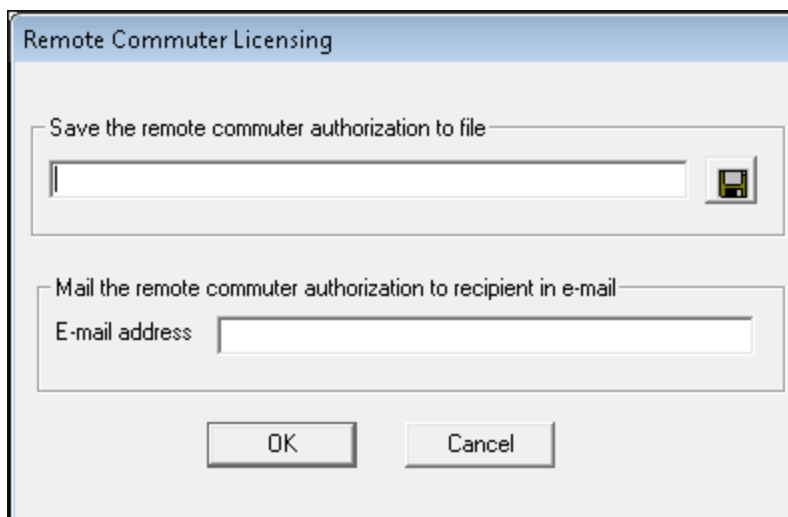 Remote Commuter Licensing
Save the remote commuter authorization to file
Mail the remote commuter authorization to recipient in e-mail
E-mail address
OK
Cancel